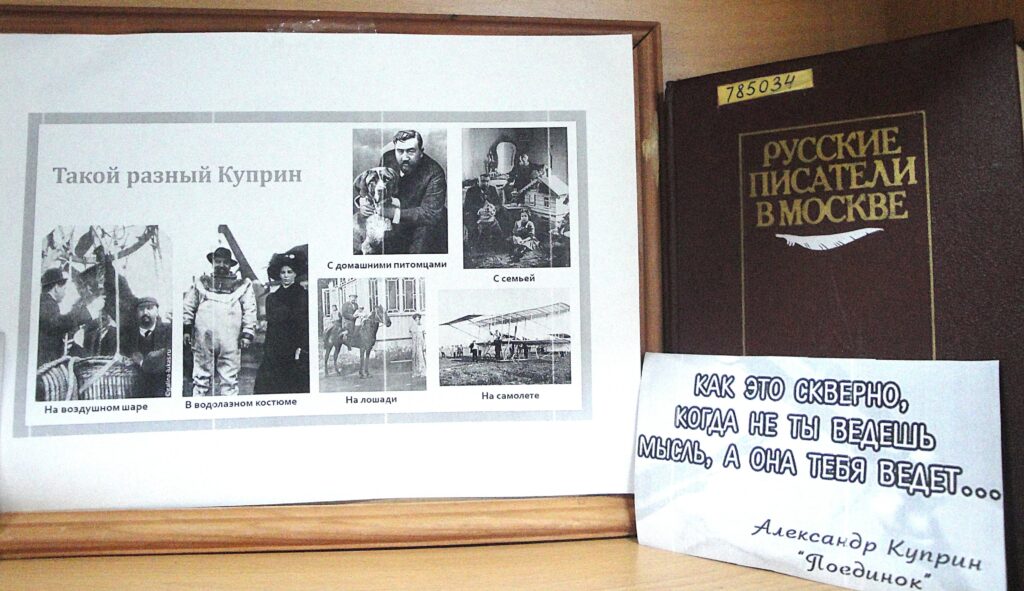 Такой разный Куприн
С домашними питомцами
С семьей
На воздушном шаре
В водолазном костюме
На лошади
На самолете
785034
РУССКИЕ
ПИСАТЕЛИ
В МОСКВЕ
КАК ЭТО СКВЕРНО,
КОГДА НЕ ТЫ ВЕДЕШЬ
МЫСЛЬ, А ОНА ТЕБЯ ВЕДЕТ...
Александр Куприн
"Поединок"